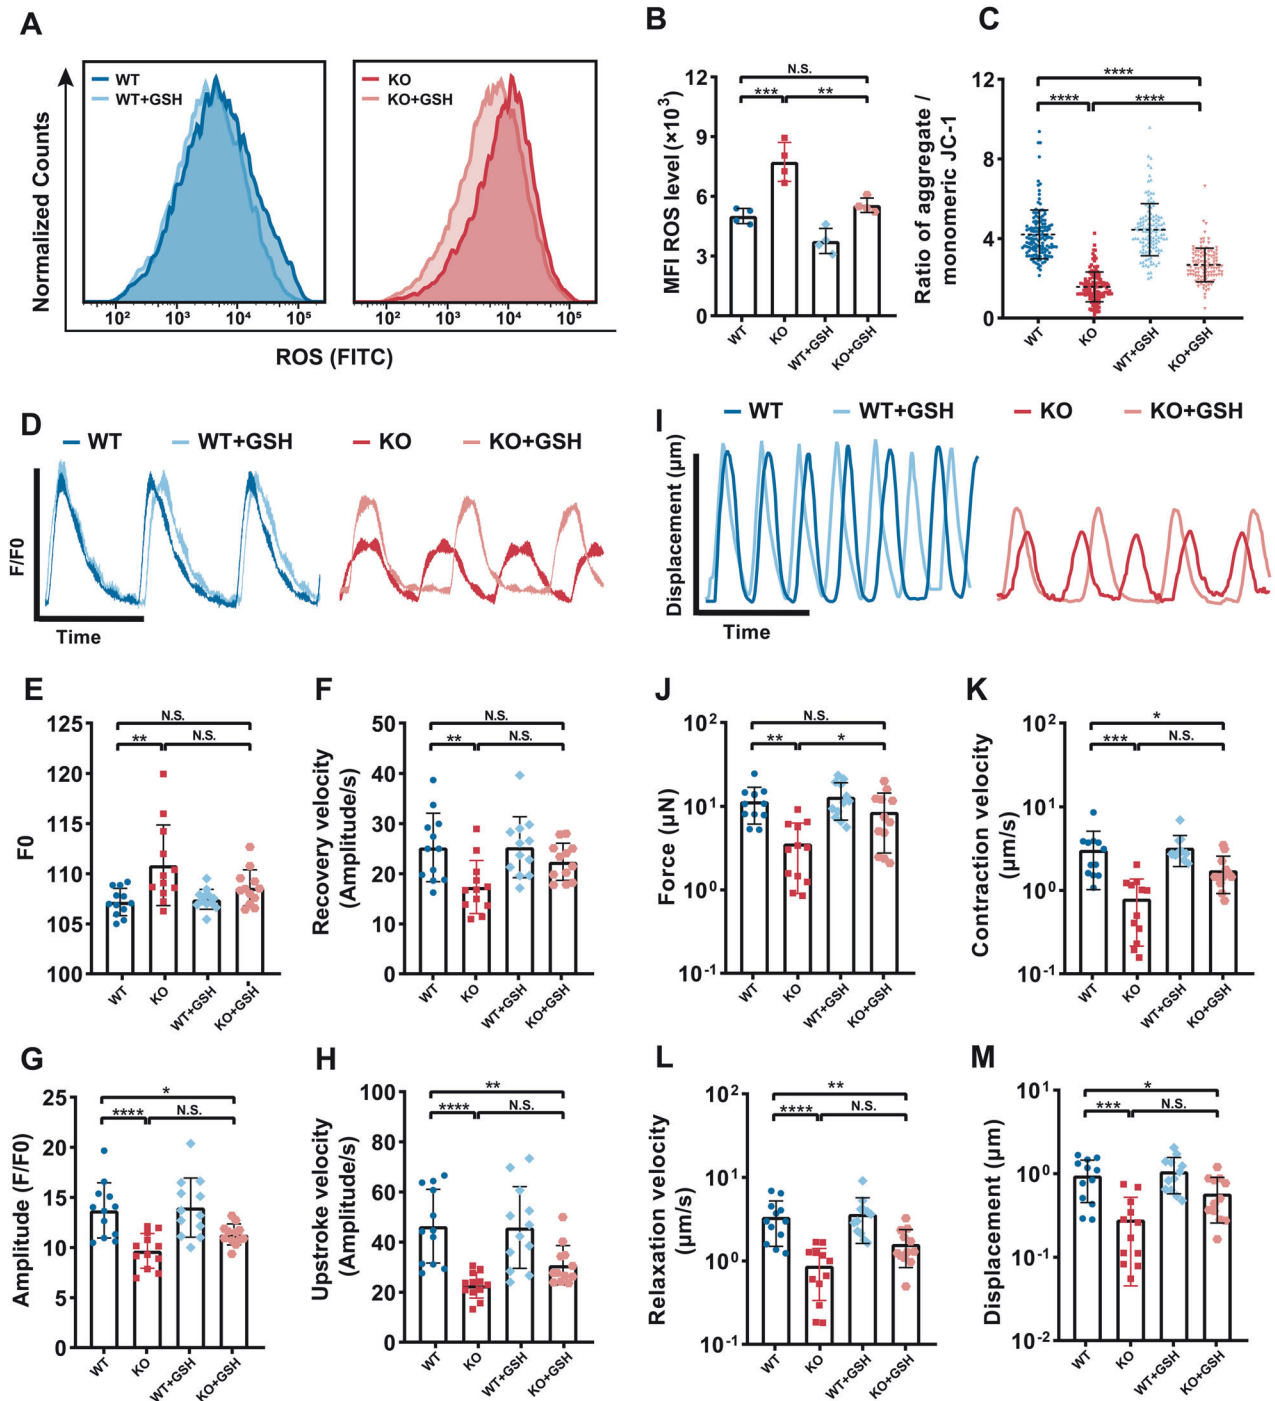 A
WT
WT+GSH
KO
KO+GSH
Normalized Counts
10² 10³ 10⁴ 10⁵
10² 10³ 10⁴ 10⁵
ROS (FITC)
B
MFI ROS level (×10³)
12
9
6
3
0
N.S.
*** **
WT KO WT+GSH KO+GSH
C
Ratio of aggregate /
monomeric JC-1
12
8
4
0
****
**** ****
WT KO WT+GSH KO+GSH
D
WT WT+GSH KO KO+GSH
F/F0
Time
I
WT WT+GSH KO KO+GSH
Displacement (μm)
Time
E
F0
125
120
115
110
105
100
N.S.
** N.S.
WT KO WT+GSH KO+GSH
F
Recovery velocity
(Amplitude/s)
50
40
30
20
10
0
N.S.
** N.S.
WT KO WT+GSH KO+GSH
J
Force (μN)
10²
10¹
10⁰
10⁻¹
N.S.
** *
WT KO WT+GSH KO+GSH
K
Contraction velocity
(μm/s)
10²
10¹
10⁰
10⁻¹
*
*** N.S.
WT KO WT+GSH KO+GSH
G
Amplitude (F/F0)
25
20
15
10
5
0
*
**** N.S.
WT KO WT+GSH KO+GSH
H
Upstroke velocity
(Amplitude/s)
100
80
60
40
20
0
**
**** N.S.
WT KO WT+GSH KO+GSH
L
Relaxation velocity
(μm/s)
10²
10¹
10⁰
10⁻¹
**
**** N.S.
WT KO WT+GSH KO+GSH
M
Displacement (μm)
10¹
10⁰
10⁻¹
10⁻²
*
*** N.S.
WT KO WT+GSH KO+GSH